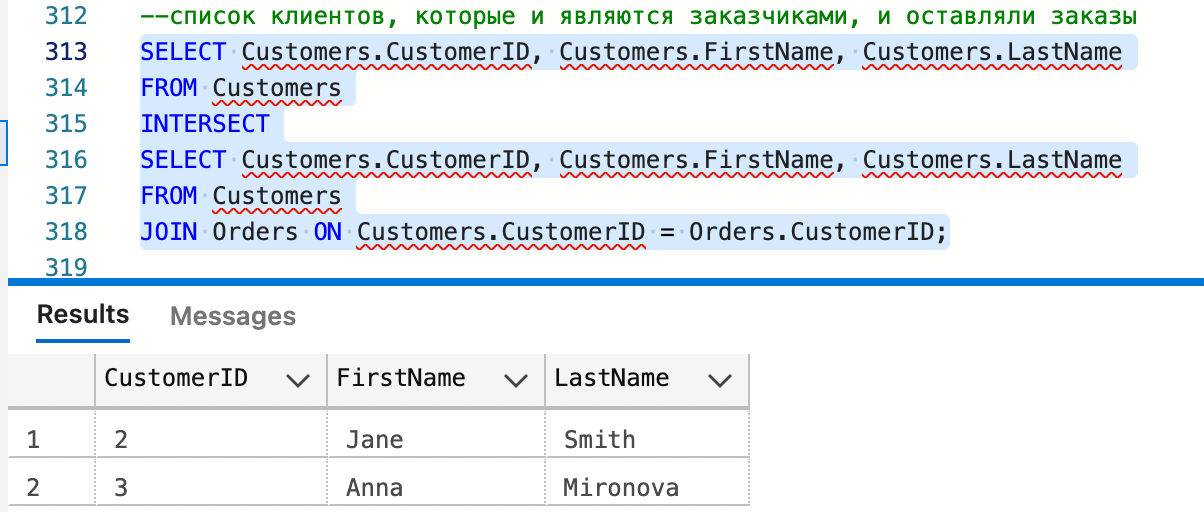 312 --список клиентов, которые и являются заказчиками, и оставляли заказы
313 SELECT Customers.CustomerID, Customers.FirstName, Customers.LastName
314 FROM Customers
315 INTERSECT
316 SELECT Customers.CustomerID, Customers.FirstName, Customers.LastName
317 FROM Customers
318 JOIN Orders ON Customers.CustomerID = Orders.CustomerID;
319
Results Messages
CustomerID FirstName LastName
1 2 Jane Smith
2 3 Anna Mironova